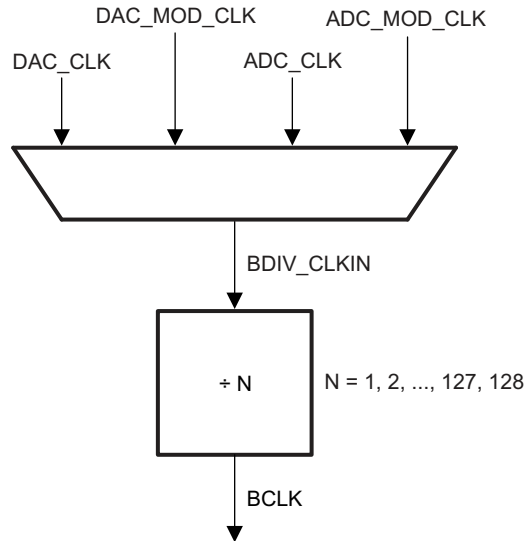 DAC_MOD_CLK
ADC_MOD_CLK
DAC_CLK
ADC_CLK
BDIV_CLKIN
÷ N
N = 1, 2, ..., 127, 128
BCLK